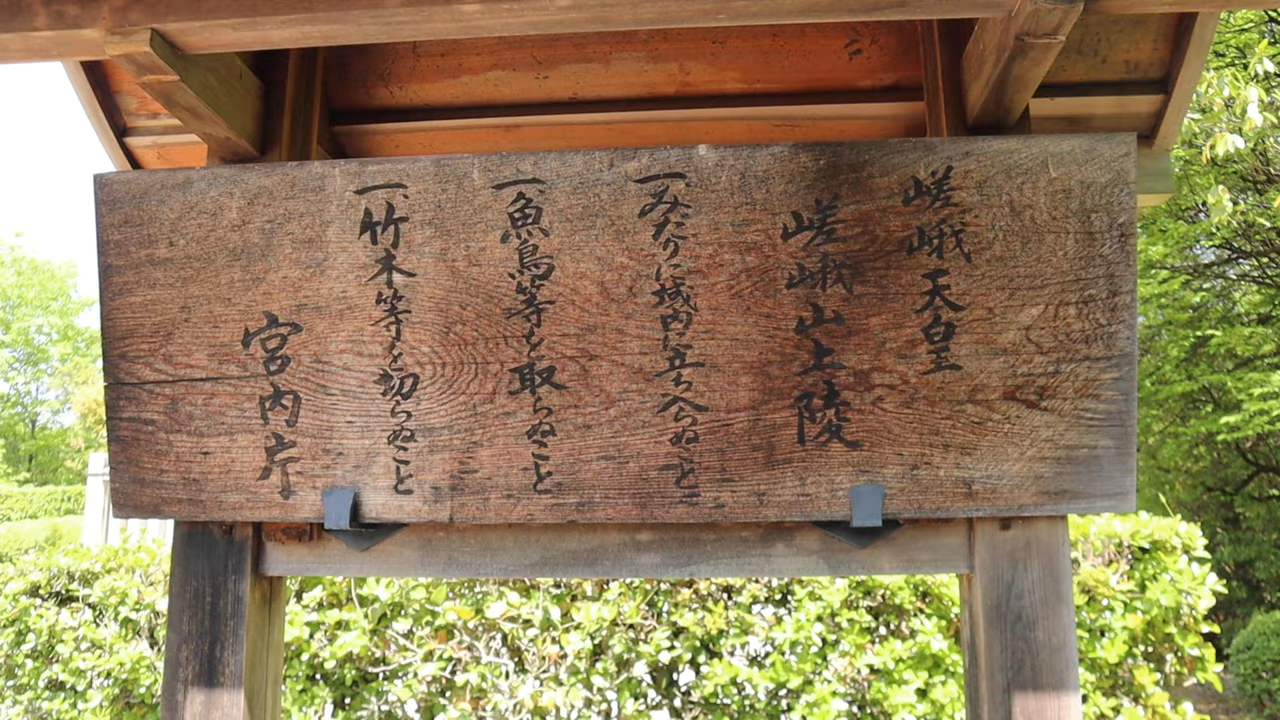 嵯峨天皇
嵯峨山上陵
一、みだりに域内に立ち入らぬこと
一、魚鳥等を取らぬこと
一、竹木等を切らぬこと
宮内庁